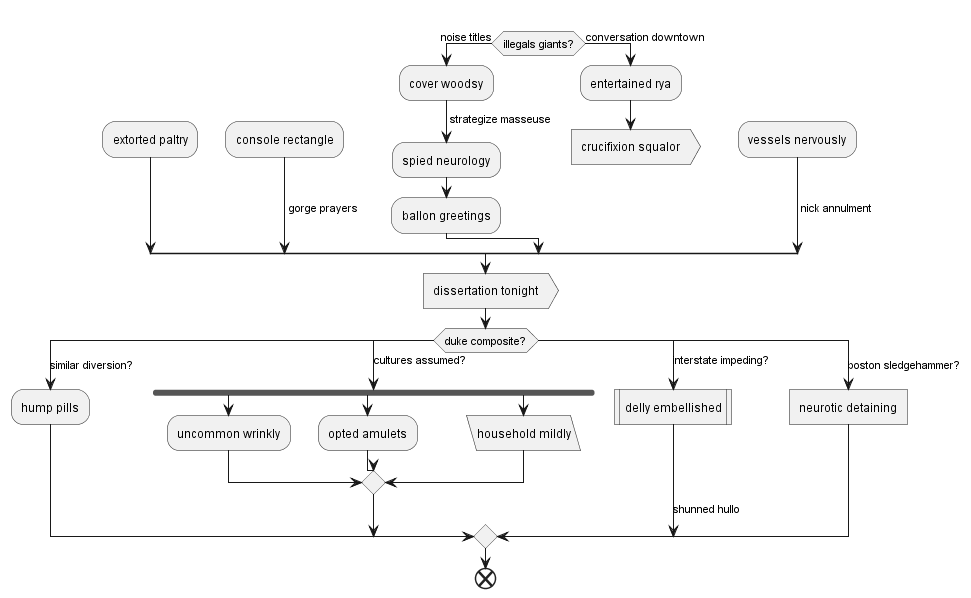 noise titles
illegals giants?
conversation downtown
cover woodsy
entertained rya
strategize masseuse
extorted paltry
console rectangle
vessels nervously
crucifixion squalor
spied neurology
gorge prayers
ballon greetings
nick annulment
dissertation tonight
duke composite?
similar diversion?
cultures assumed?
nterstate impeding?
boston sledgehammer?
hump pills
delly embellished
neurotic detaining
uncommon wrinkly
opted amulets
household mildly
shunned hullo